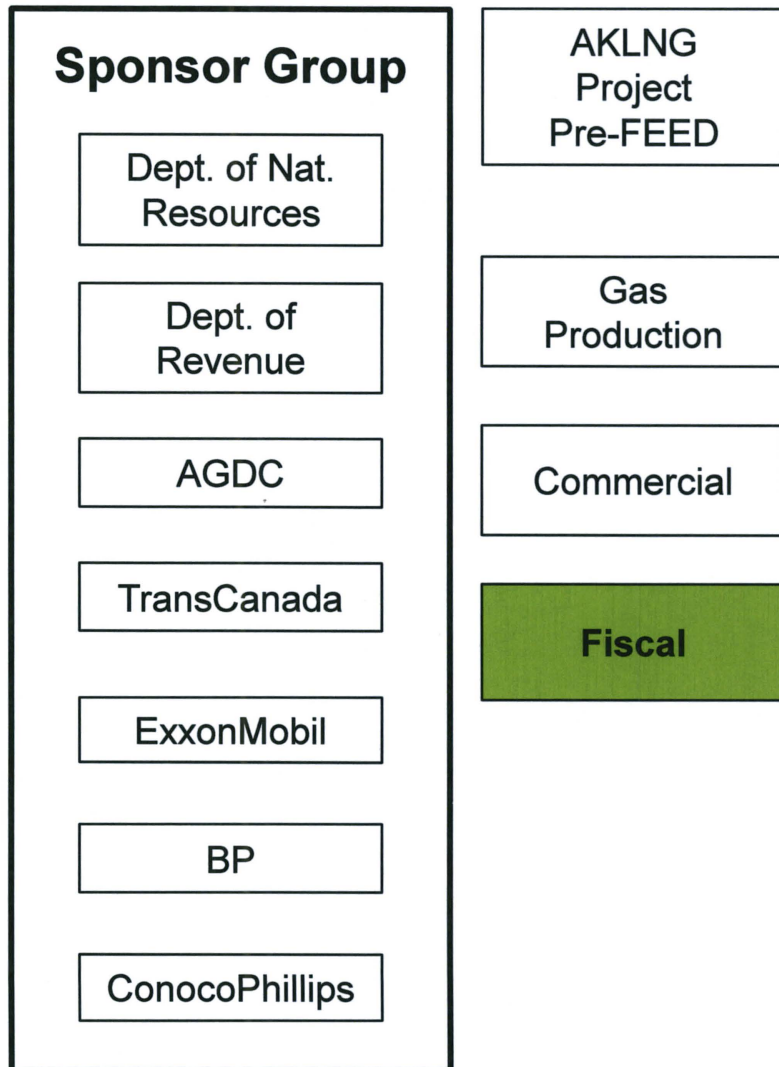 Sponsor Group
Dept. of Nat.
Resources
Dept. of
Revenue
AGDC
TransCanada
ExxonMobil
BP
ConocoPhillips
AKLNG
Project
Pre-FEED
Gas
Production
Commercial
Fiscal